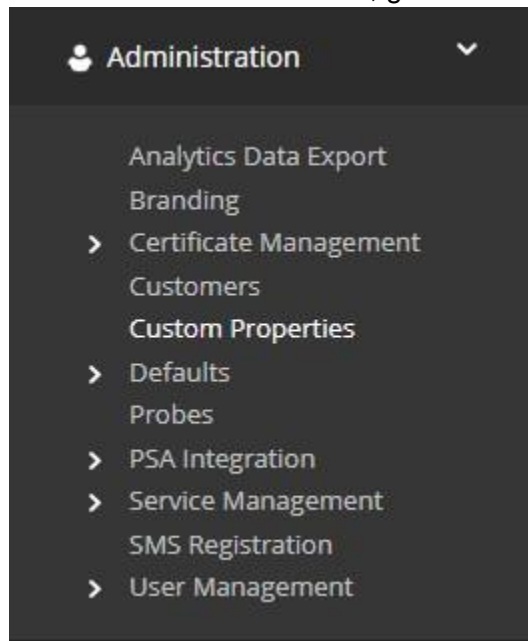 Administration
Analytics Data Export
Branding
Certificate Management
Customers
Custom Properties
Defaults
Probes
PSA Integration
Service Management
SMS Registration
User Management